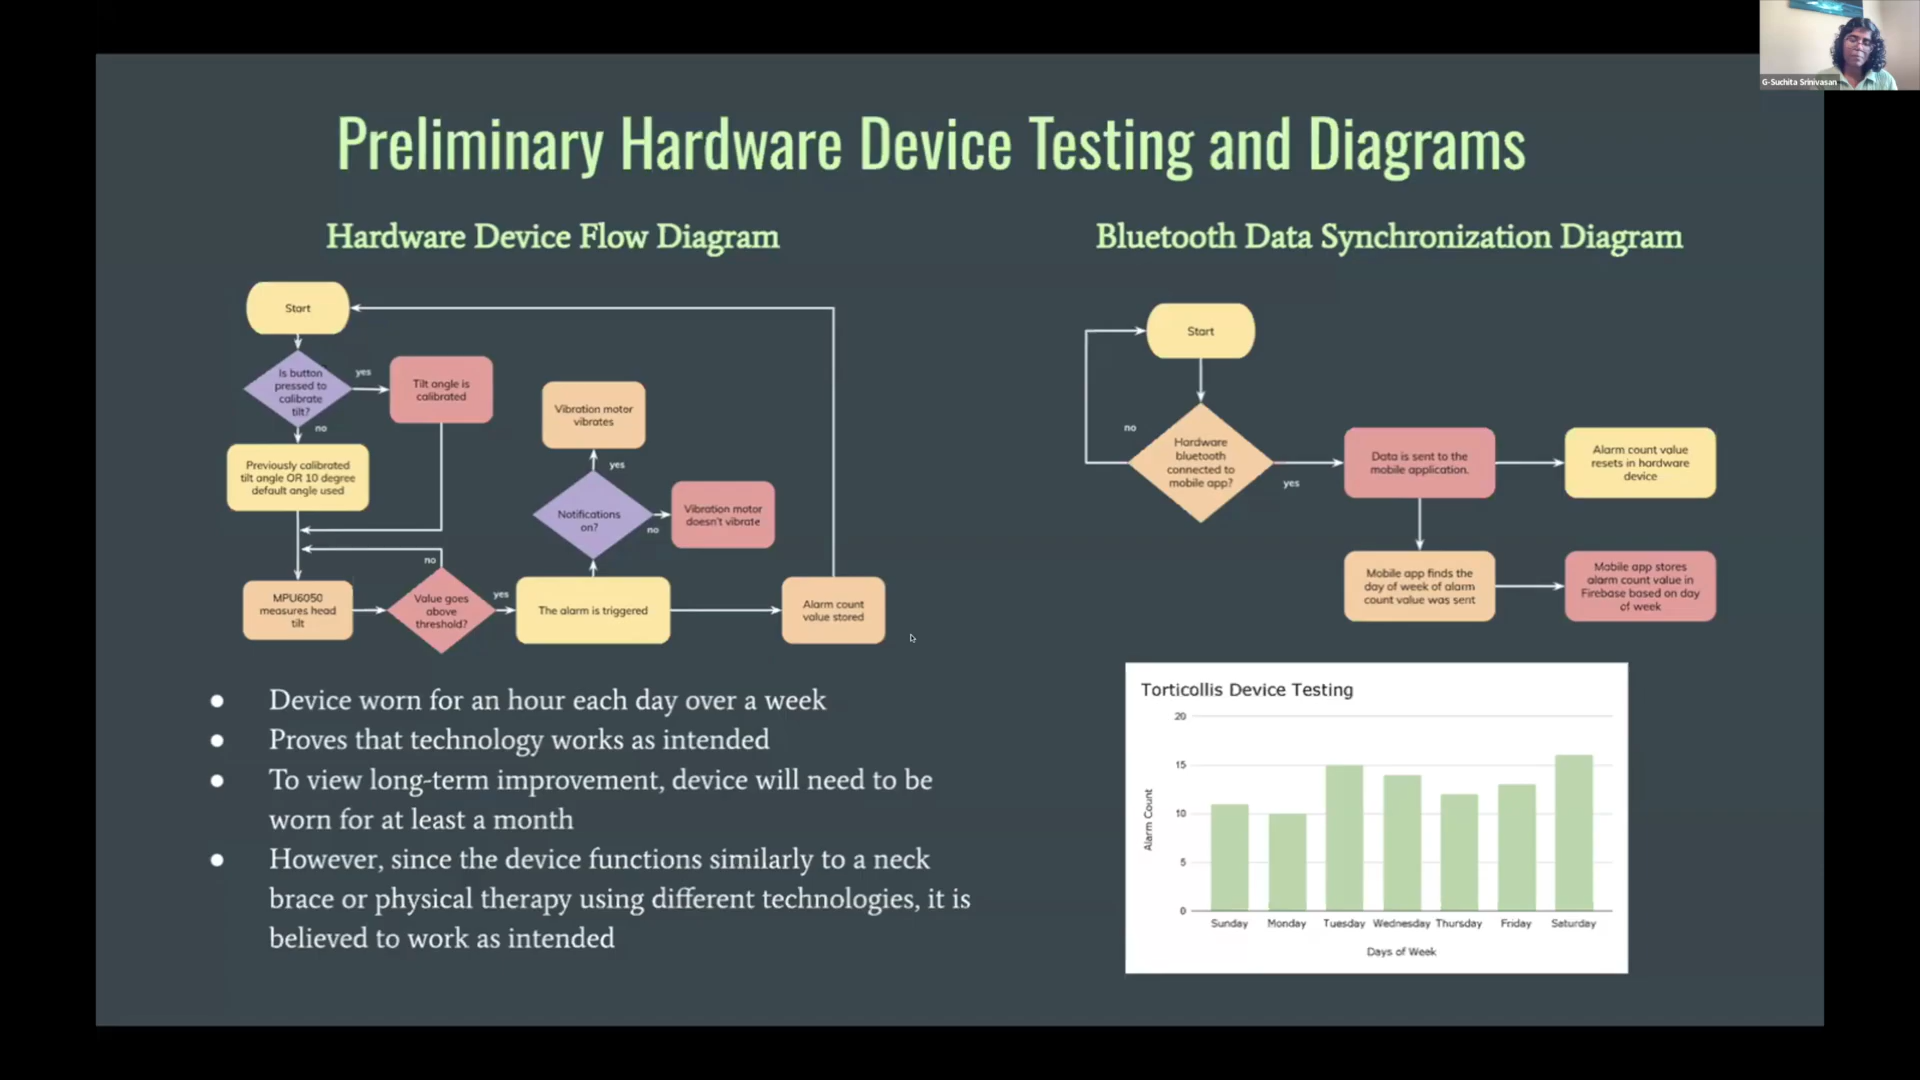 G-Suchita Srinivasan
Preliminary Hardware Device Testing and Diagrams
Hardware Device Flow Diagram
Start
Is button
pressed to
calibrate
tilt?
yes
no
Tilt angle is
calibrated
Previously calibrated
tilt angle OR 10 degree
default angle used
MPU6050
measures head
tilt
Value goes
above
threshold?
no
yes
The alarm is triggered
Notifications
on?
yes
no
Vibration motor
vibrates
Vibration motor
doesn't vibrate
Alarm count
value stored
Bluetooth Data Synchronization Diagram
Start
Hardware
bluetooth
connected to
mobile app?
no
yes
Data is sent to the
mobile application.
Alarm count value
resets in hardware
device
Mobile app finds the
day of week of alarm
count value was sent
Mobile app stores
alarm count value in
Firebase based on day
of week
● Device worn for an hour each day over a week
● Proves that technology works as intended
● To view long-term improvement, device will need to be
worn for at least a month
● However, since the device functions similarly to a neck
brace or physical therapy using different technologies, it is
believed to work as intended
Torticollis Device Testing
Alarm Count
20
15
10
5
0
Sunday Monday Tuesday Wednesday Thursday Friday Saturday
Days of Week